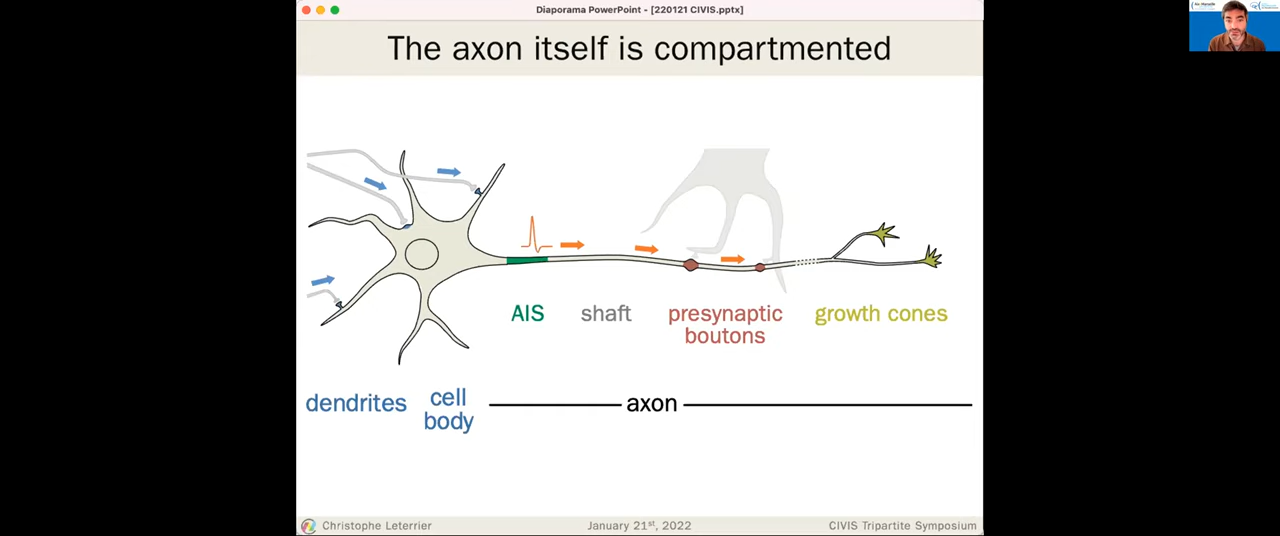 Diaporama PowerPoint - [220121 CIVIS.pptx]
The axon itself is compartmented
AIS
shaft
presynaptic
boutons
growth cones
dendrites
cell
body
axon
Christophe Leterrier
January 21st, 2022
CIVIS Tripartite Symposium